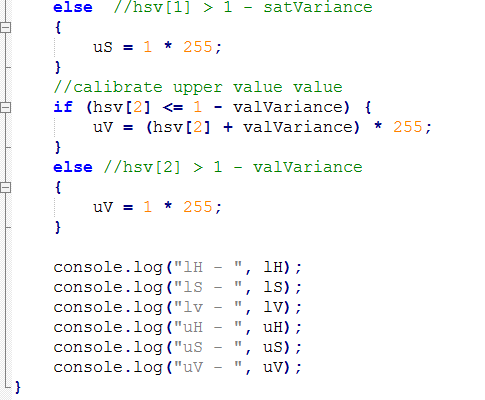 else  //hsv[1] > 1 - satVariance
{
uS = 1 * 255;
}
//calibrate upper value value
if (hsv[2] <= 1 - valVariance) {
uV = (hsv[2] + valVariance) * 255;
}
else //hsv[2] > 1 - valVariance
{
uV = 1 * 255;
}
console.log("lH - ", lH);
console.log("lS - ", lS);
console.log("lv - ", lV);
console.log("uH - ", uH);
console.log("uS - ", uS);
console.log("uV - ", uV);
}